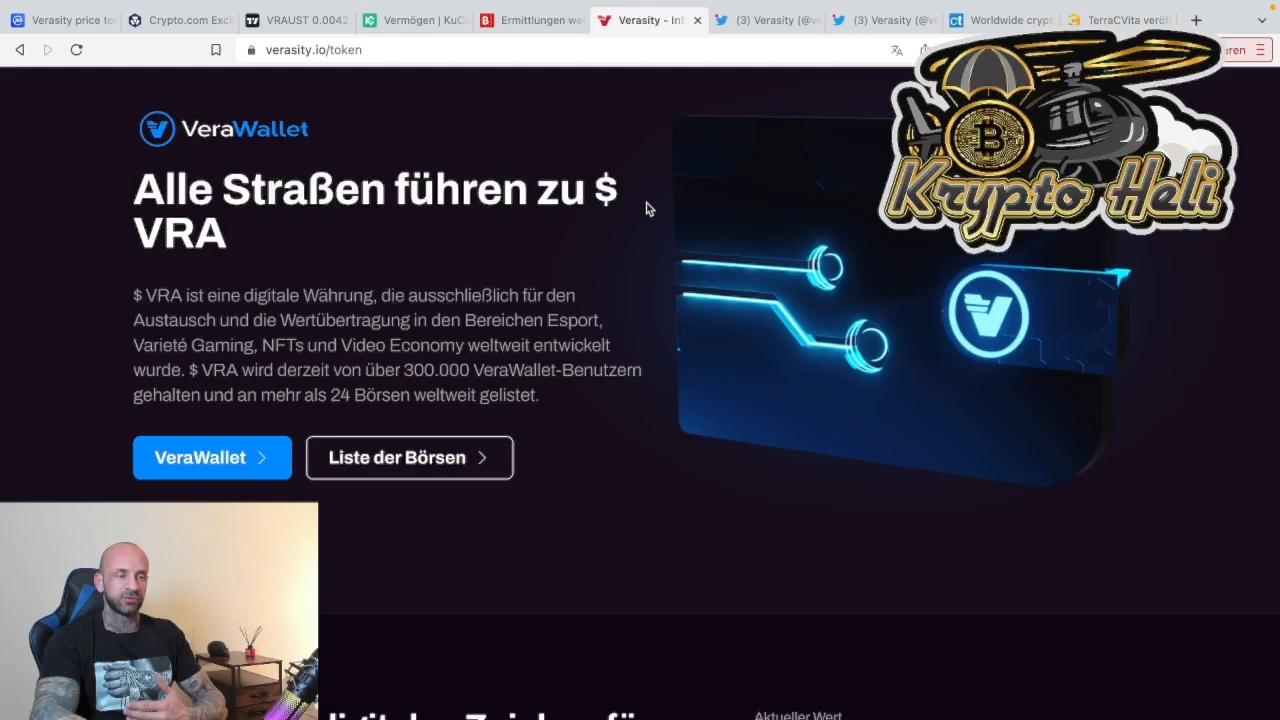 Verasity price to
Crypto.com Exc
VRAUST 0.0042
Vermögen | KuCo
Ermittlungen we
Verasity - Inf
(3) Verasity (@ve
(3) Verasity (@ve
Worldwide crypt
TerraCVita veröf
verasity.io/token
eren
Krypto Heli
VeraWallet
Alle Straßen führen zu $
VRA
$ VRA ist eine digitale Währung, die ausschließlich für den
Austausch und die Wertübertragung in den Bereichen Esport,
Varieté Gaming, NFTs und Video Economy weltweit entwickelt
wurde. $ VRA wird derzeit von über 300.000 VeraWallet-Benutzern
gehalten und an mehr als 24 Börsen weltweit gelistet.
VeraWallet
Liste der Börsen
Aktueller Wert